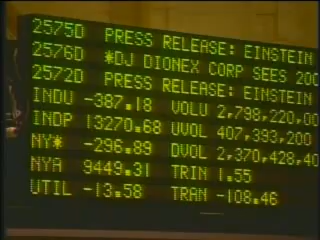 2575D PRESS RELEASE: EINSTEIN
2576D *DJ DIONEX CORP SEES 200
2572D PRESS RELEASE: EINSTEIN
INDU -387.18 VOLU 2,798,220,00
INDP 13270.68 UVOL 407,393,200
NY* -296.89 DVOL 2,370,428,40
NYA 9449.31 TRIN 1.55
UTIL -13.58 TRAN -108.46